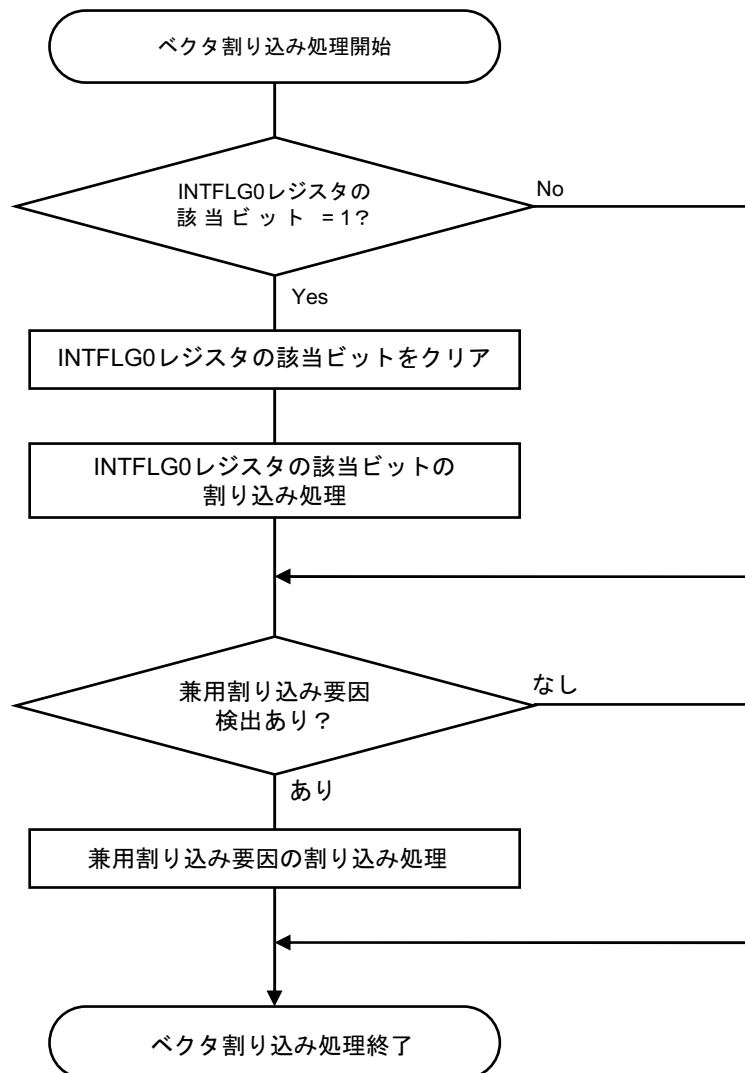 ベクタ割り込み処理開始
INTFLG0レジスタの
該当ビット =1?
No
Yes
INTFLG0レジスタの該当ビットをクリア
INTFLG0レジスタの該当ビットの
割り込み処理
兼用割り込み要因
検出あり?
なし
あり
兼用割り込み要因の割り込み処理
ベクタ割り込み処理終了